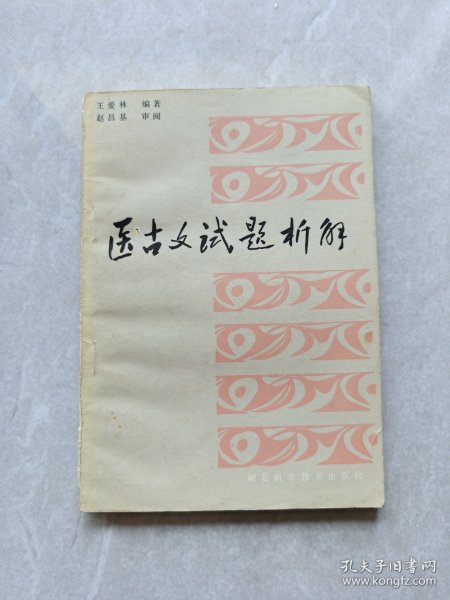 王爱林 编著
赵昌基 审阅
医古文试题析解
湖北科学技术出版社
孔夫子旧书网
www.kongfz.com